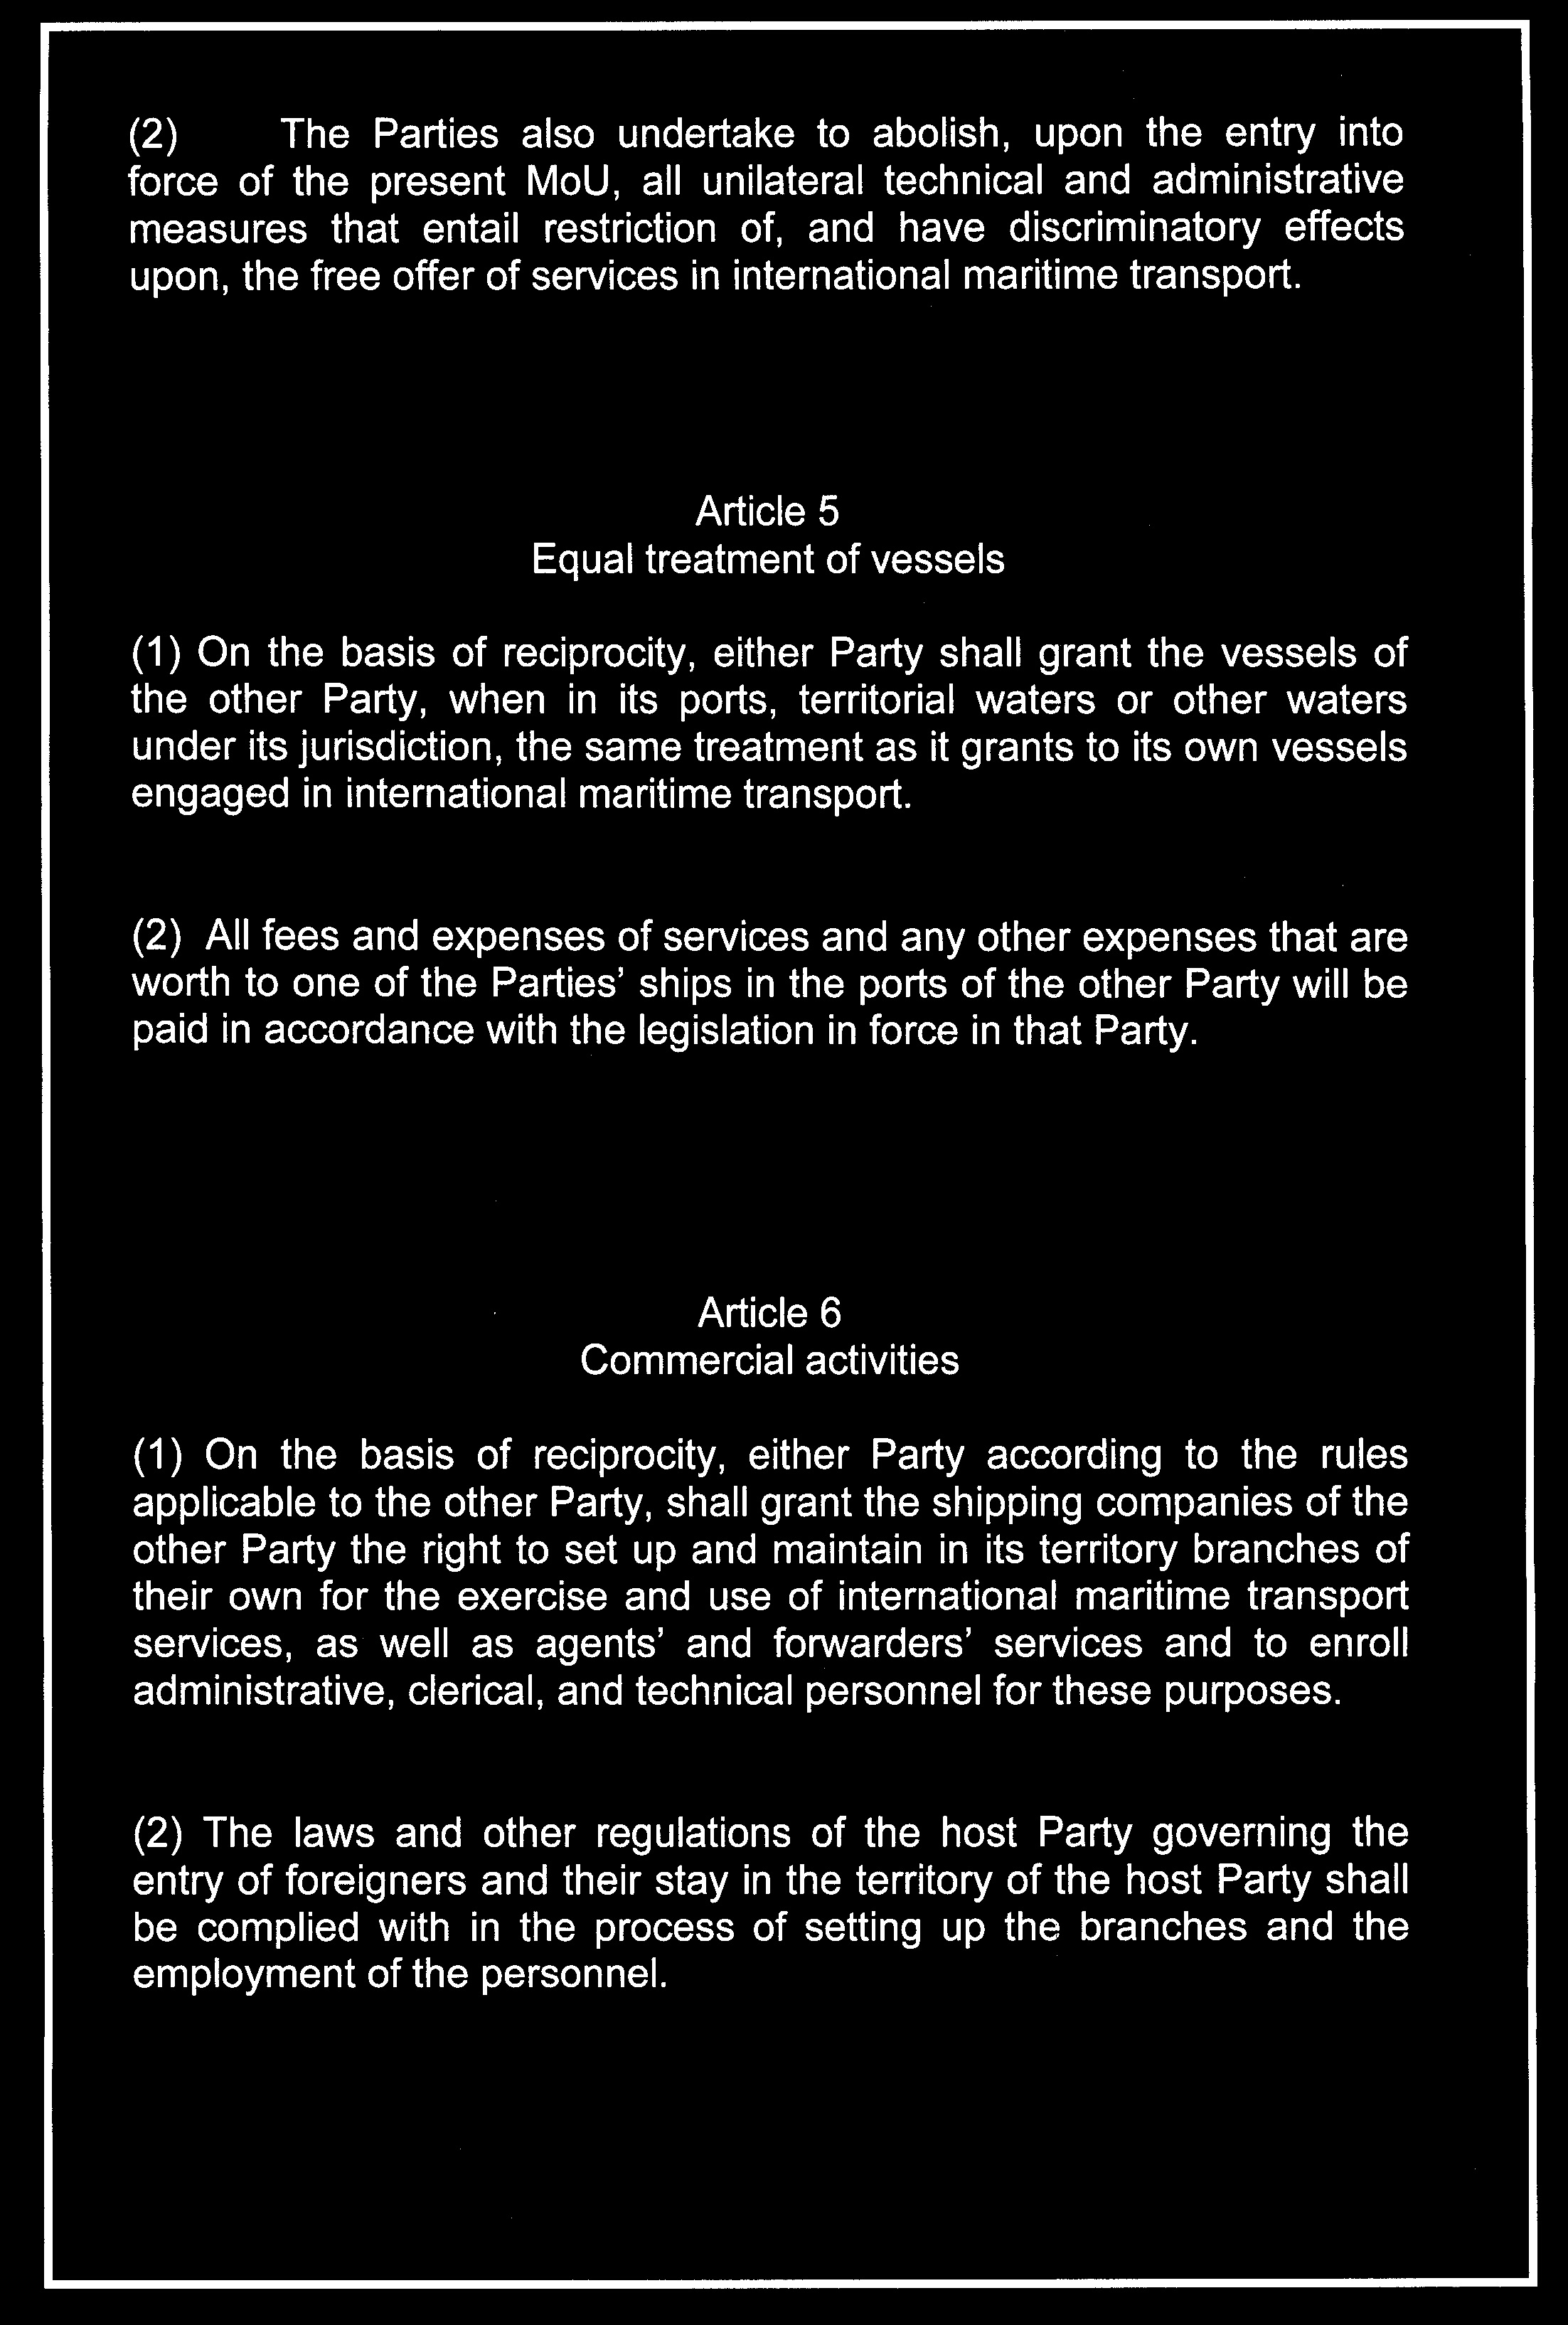 (2) The Parties also undertake to abolish, upon the entry into
force of the present MoU, all unilateral technical and administrative
measures that entail restriction of, and have discriminatory effects
upon, the free offer of services in international maritime transport.
Article 5
Equal treatment of vessels
(1) On the basis of reciprocity, either Party shall grant the vessels of
the other Party, when in its ports, territorial waters or other waters
under its jurisdiction, the same treatment as it grants to its own vessels
engaged in international maritime transport.
(2) All fees and expenses of services and any other expenses that are
worth to one of the Parties’ ships in the ports of the other Party will be
paid in accordance with the legislation in force in that Party.
Article 6
Commercial activities
(1) On the basis of reciprocity, either Party according to the rules
applicable to the other Party, shall grant the shipping companies of the
other Party the right to set up and maintain in its territory branches of
their own for the exercise and use of international maritime transport
services, as well as agents’ and forwarders’ services and to enroll
administrative, clerical, and technical personnel for these purposes.
(2) The laws and other regulations of the host Party governing the
entry of foreigners and their stay in the territory of the host Party shall
be complied with in the process of setting up the branches and the
employment of the personnel.